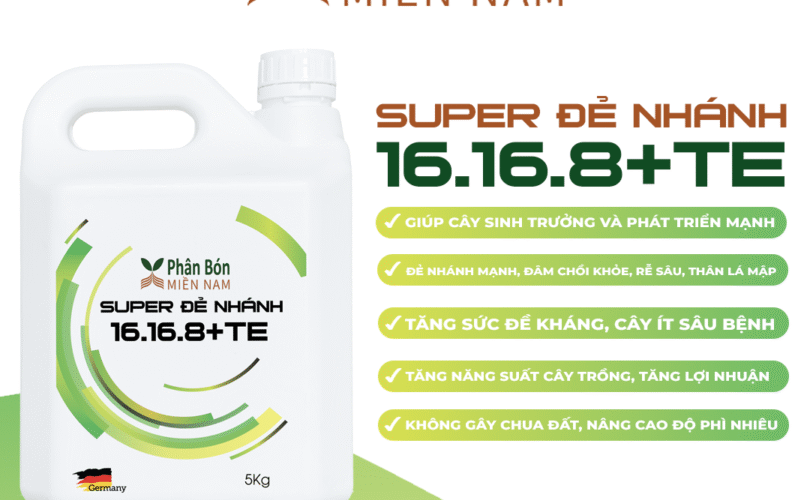 MIỀN NAM
SUPER ĐẺ NHÁNH
16.16.8+TE
GIÚP CÂY SINH TRƯỞNG VÀ PHÁT TRIỂN MẠNH
ĐẺ NHÁNH MẠNH, ĐÂM CHỒI KHỎE, RỄ SÂU, THÂN LÁ MẬP
TĂNG SỨC ĐỀ KHÁNG, CÂY ÍT SÂU BỆNH
TĂNG NĂNG SUẤT CÂY TRỒNG, TĂNG LỢI NHUẬN
KHÔNG GÂY CHUA ĐẤT, NÂNG CAO ĐỘ PHÌ NHIÊU
Phân Bón
MIỀN NAM
SUPER ĐẺ NHÁNH
16.16.8+TE
Germany
5Kg